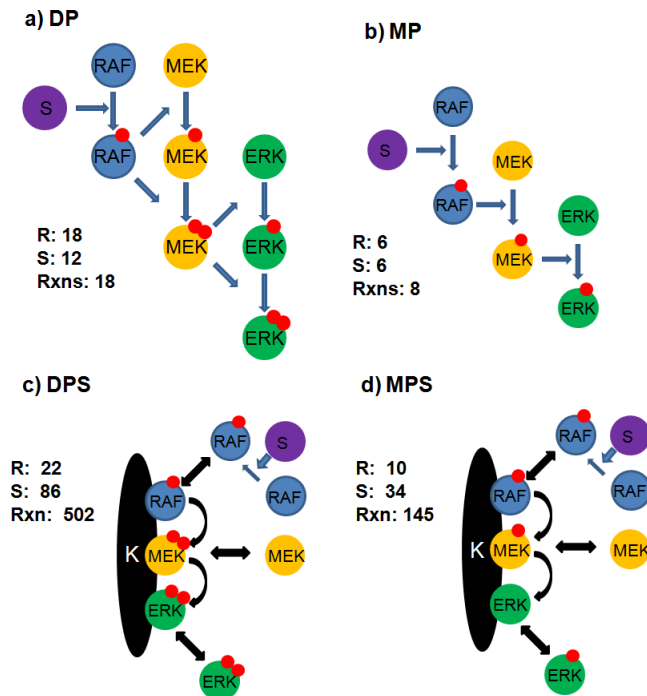 a) DP
RAF
MEK
S
RAF
MEK
ERK
MEK
ERK
ERK
R: 18
S: 12
Rxns: 18
b) MP
RAF
S
MEK
RAF
ERK
MEK
ERK
R: 6
S: 6
Rxns: 8
c) DPS
R: 22
S: 86
Rxn: 502
RAF
S
RAF
RAF
K
MEK
MEK
ERK
ERK
d) MPS
R: 10
S: 34
Rxn: 145
RAF
S
RAF
RAF
K
MEK
MEK
ERK
ERK